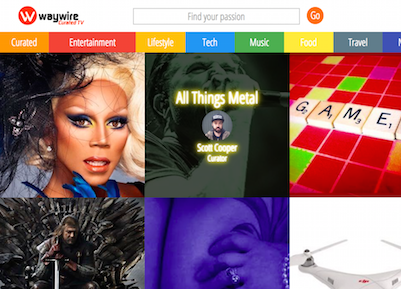 waywire
Curated TV
Find your passion
Go
Curated Entertainment Lifestyle Tech Music Food Travel
All Things Metal
Scott Cooper
Curator
GAME